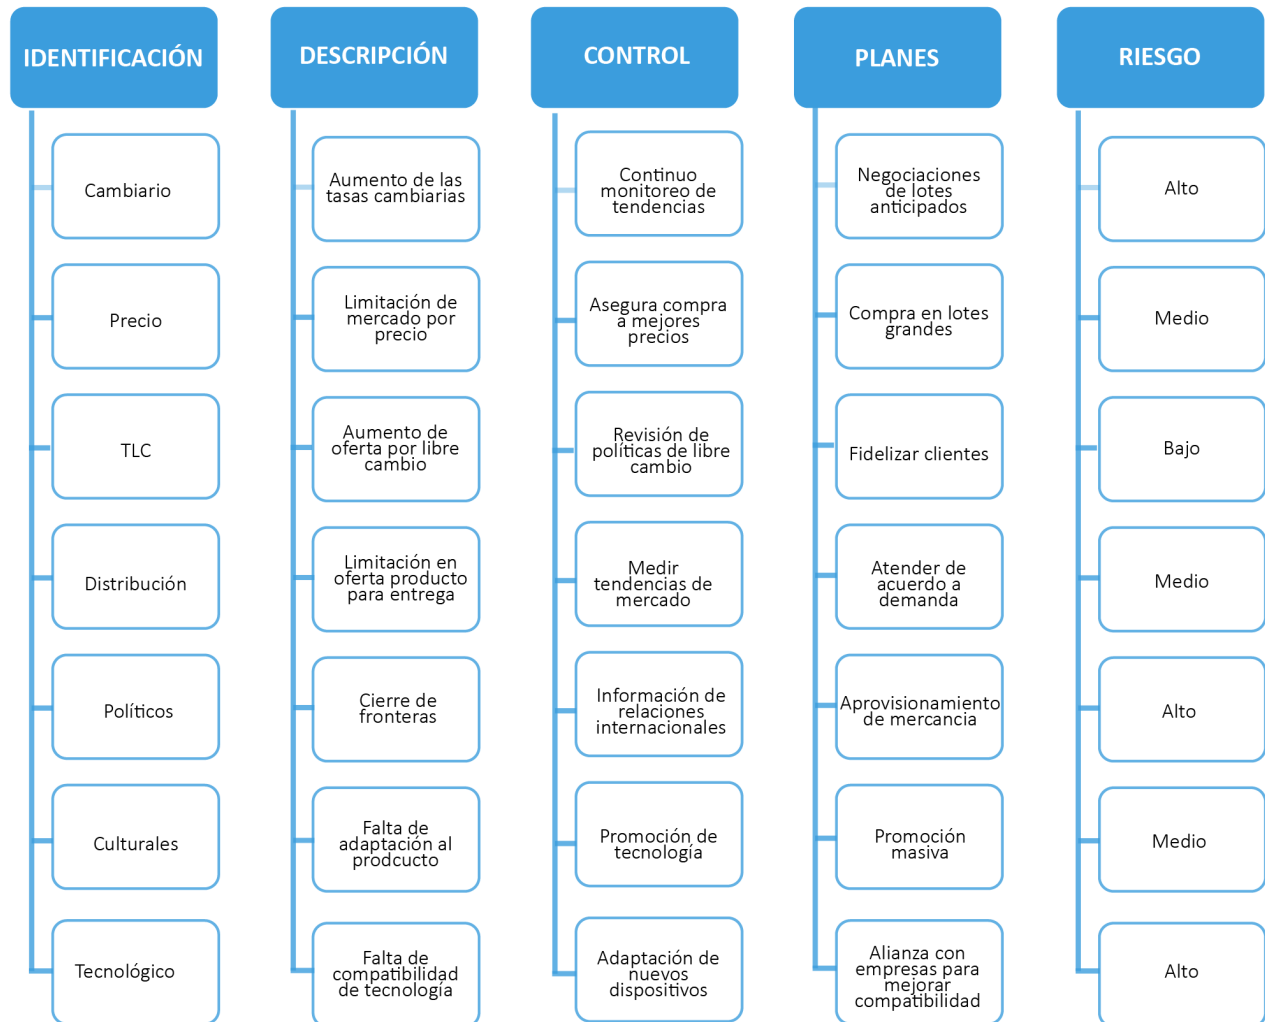 IDENTIFICACIÓN
DESCRIPCIÓN
CONTROL
PLANES
RIESGO
Cambiario
Aumento de las
tasas cambiarias
Continuo
monitoreo de
tendencias
Negociaciones
de lotes
anticipados
Alto
Precio
Limitación de
mercado por
precio
Asegura compra
a mejores
precios
Compra en lotes
grandes
Medio
TLC
Aumento de
oferta por libre
cambio
Revisión de
políticas de libre
cambio
Fidelizar clientes
Bajo
Distribución
Limitación en
oferta producto
para entrega
Medir
tendencias de
mercado
Atender de
acuerdo a
demanda
Medio
Políticos
Cierre de
fronteras
Información de
relaciones
internacionales
Aprovisionamiento
de mercancia
Alto
Culturales
Falta de
adaptación al
prodcucto
Promoción de
tecnología
Promoción
masiva
Medio
Tecnológico
Falta de
compatibilidad
de tecnología
Adaptación de
nuevos
dispositivos
Alianza con
empresas para
mejorar
compatibilidad
Alto